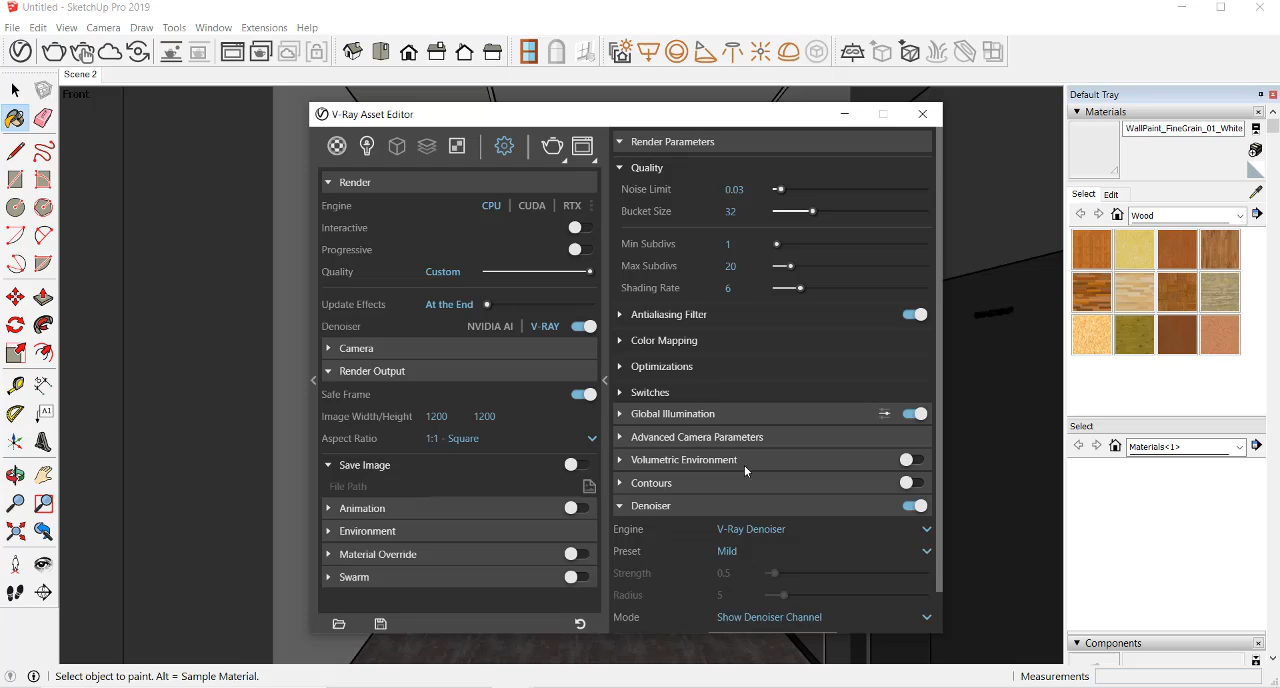 Untitled - SketchUp Pro 2019
File Edit View Camera Draw Tools Window Extensions Help
Scene 2
Front
V-Ray Asset Editor
Render
Engine CPU | CUDA | RTX
Interactive
Progressive
Quality Custom
Update Effects At the End
Denoiser NVIDIA AI | V-RAY
Camera
Render Output
Safe Frame
Image Width/Height 1200 1200
Aspect Ratio 1:1 - Square
Save Image
File Path
Animation
Environment
Material Override
Swarm
Render Parameters
Quality
Noise Limit 0.03
Bucket Size 32
Min Subdivs 1
Max Subdivs 20
Shading Rate 6
Antialiasing Filter
Color Mapping
Optimizations
Switches
Global Illumination
Advanced Camera Parameters
Volumetric Environment
Contours
Denoiser
Engine V-Ray Denoiser
Preset Mild
Strength 0.5
Radius 5
Mode Show Denoiser Channel
Default Tray
Materials
WallPaint_FineGrain_01_White
Select Edit
Wood
Select
Materials<1>
Components
A1
Select object to paint. Alt = Sample Material.
Measurements